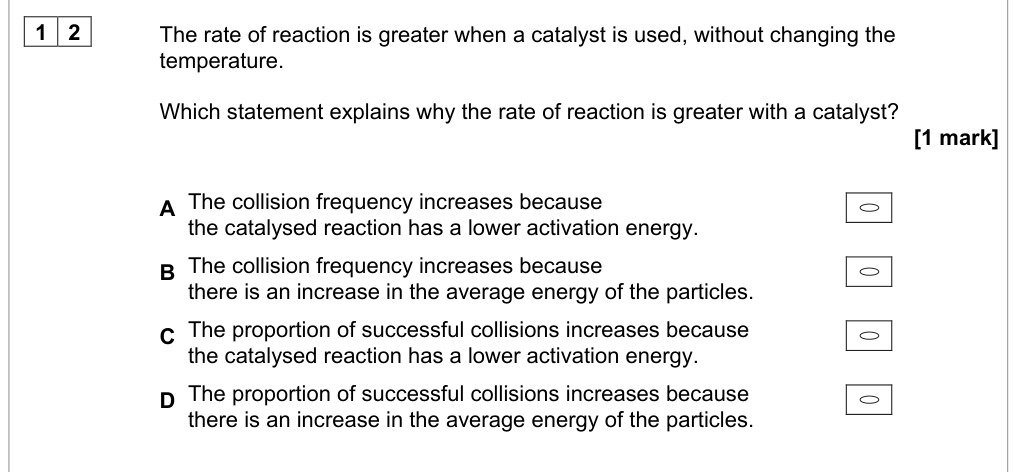 1 2
The rate of reaction is greater when a catalyst is used, without changing the
temperature.
Which statement explains why the rate of reaction is greater with a catalyst?
[1 mark]
A The collision frequency increases because
the catalysed reaction has a lower activation energy.
B The collision frequency increases because
there is an increase in the average energy of the particles.
C The proportion of successful collisions increases because
the catalysed reaction has a lower activation energy.
D The proportion of successful collisions increases because
there is an increase in the average energy of the particles.